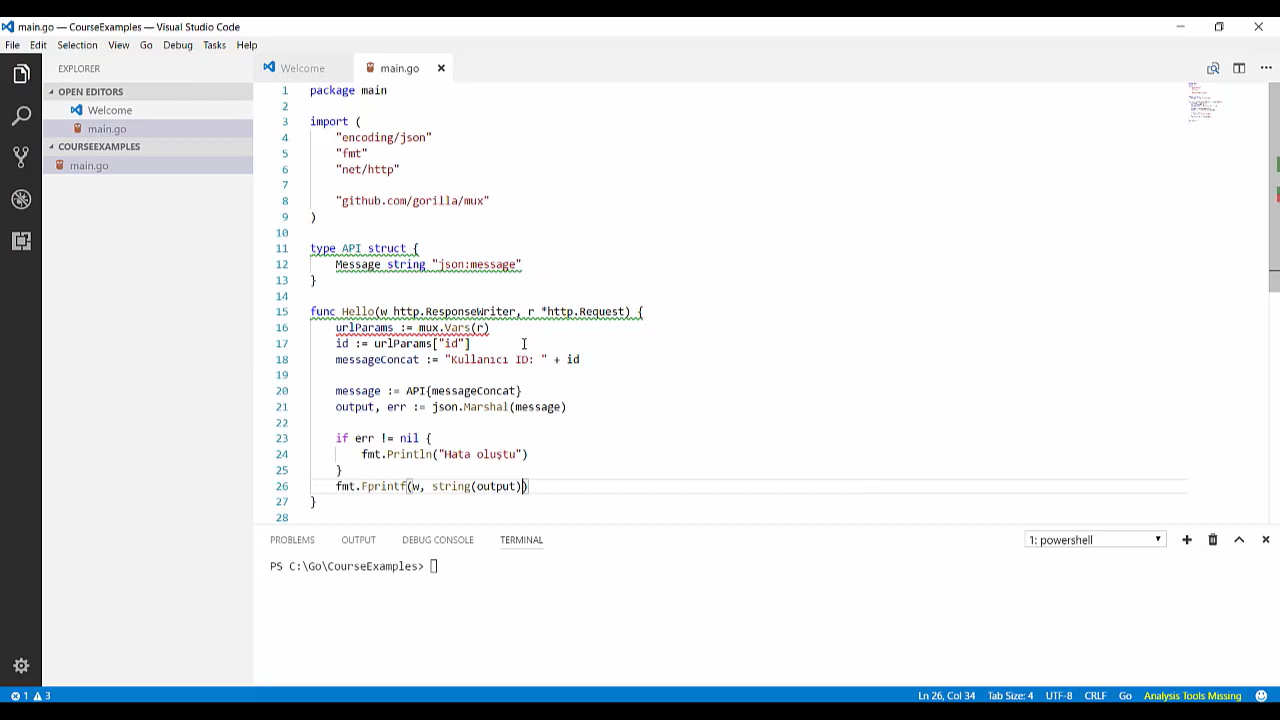 main.go — CourseExamples — Visual Studio Code
File Edit Selection View Go Debug Tasks Help
EXPLORER
OPEN EDITORS
Welcome
main.go
COURSEEXAMPLES
main.go
Welcome main.go
1 package main
2
3 import (
4 "encoding/json"
5 "fmt"
6 "net/http"
7
8 "github.com/gorilla/mux"
9 )
10
11 type API struct {
12 Message string "json:message"
13 }
14
15 func Hello(w http.ResponseWriter, r *http.Request) {
16 urlParams := mux.Vars(r)
17 id := urlParams["id"]
18 messageConcat := "Kullanıcı ID: " + id
19
20 message := API{messageConcat}
21 output, err := json.Marshal(message)
22
23 if err != nil {
24 fmt.Println("Hata oluştu")
25 }
26 fmt.Fprintf(w, string(output))
27 }
28
PROBLEMS OUTPUT DEBUG CONSOLE TERMINAL 1: powershell
PS C:\Go\CourseExamples>
1 3 Ln 26, Col 34 Tab Size: 4 UTF-8 CRLF Go Analysis Tools Missing